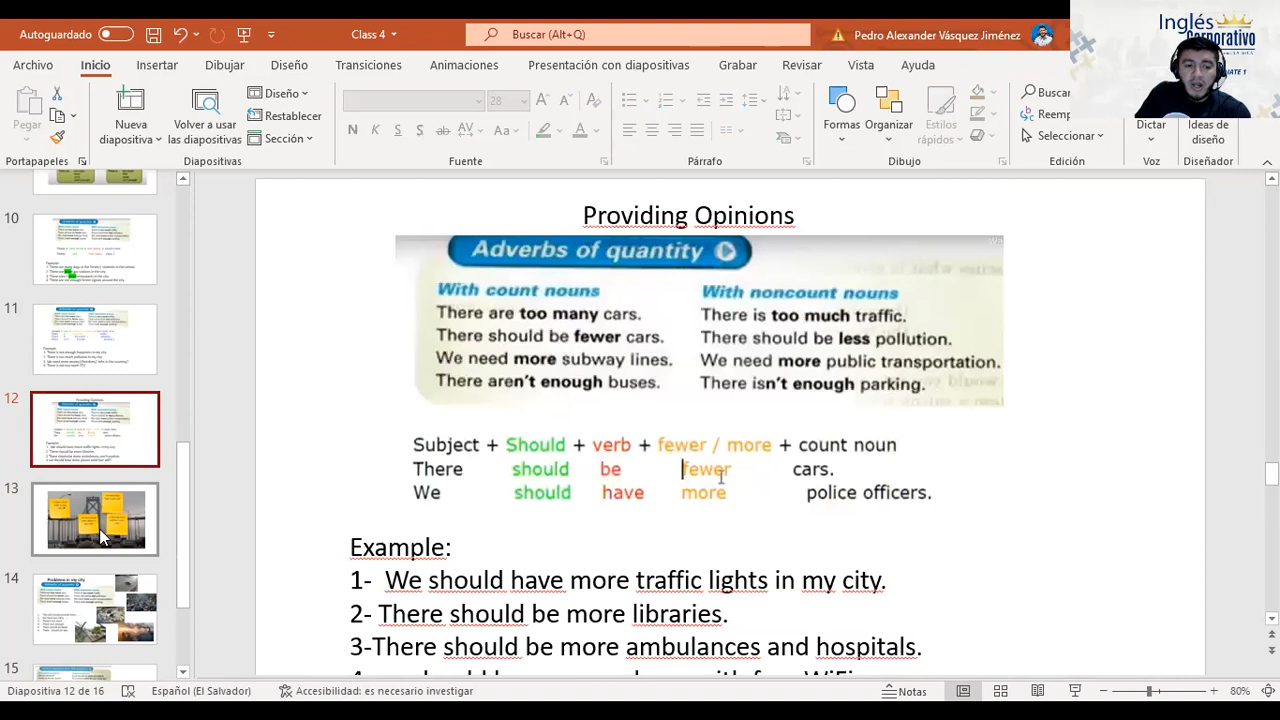 Autoguardado
Class 4
Buscar (Alt+Q)
Pedro Alexander Vásquez Jiménez
Inglés
Corporativo
Archivo
Inicio
Insertar
Dibujar
Diseño
Transiciones
Animaciones
Presentación con diapositivas
Grabar
Revisar
Vista
Ayuda
Pegar
Nueva
diapositiva
Volver a usar
las diapositivas
Diseño
Restablecer
Sección
28
Formas
Organizar
Estilos
rápidos
Buscar
Reemp
Seleccionar
Dictar
Ideas de
diseño
Portapapeles
Diapositivas
Fuente
Párrafo
Dibujo
Edición
Voz
Diseñador
10
11
12
13
14
15
Providing Opinions
Adverbs of quantity
With count nouns
There are too many cars.
There should be fewer cars.
We need more subway lines.
There aren't enough buses.
With noncount nouns
There is too much traffic.
There should be less pollution.
We need more public transportation.
There isn't enough parking.
Subject + Should + verb + fewer / more + count noun
There should be fewer cars.
We should have more police officers.
Example:
1- We should have more traffic lights in my city.
2- There should be more libraries.
3-There should be more ambulances and hospitals.
Diapositiva 12 de 16
Español (El Salvador)
Accesibilidad: es necesario investigar
Notas
80%